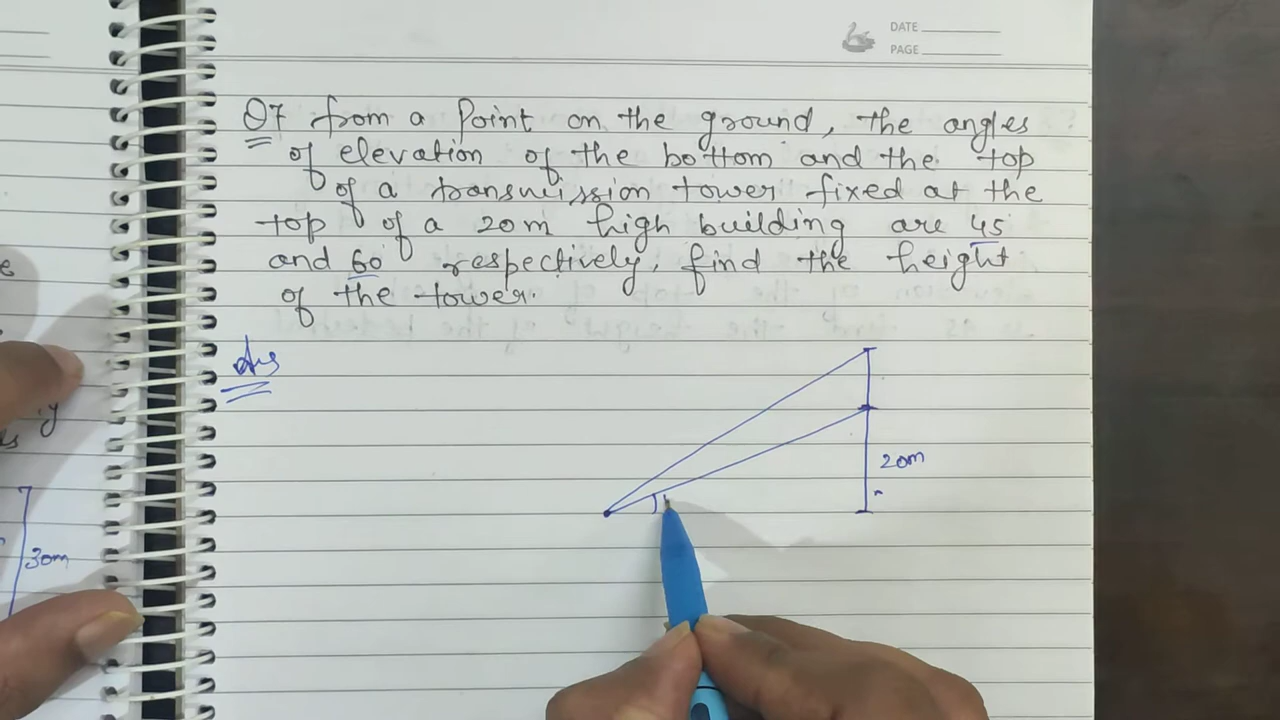 DATE
PAGE
Q7 from a Point on the ground, the angles
of elevation of the bottom and the top
of a transmission tower fixed at the
top of a 20m high building are 45
and 60 respectively, find the height
of the tower.
Ans
20m
30m